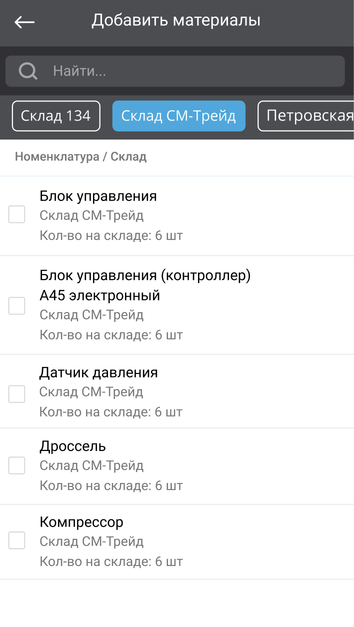 Добавить материалы
Найти...
Склад 134
Склад СМ-Трейд
Петровская
Номенклатура / Склад
Блок управления
Склад СМ-Трейд
Кол-во на складе: 6 шт
Блок управления (контроллер)
А45 электронный
Склад СМ-Трейд
Кол-во на складе: 6 шт
Датчик давления
Склад СМ-Трейд
Кол-во на складе: 6 шт
Дроссель
Склад СМ-Трейд
Кол-во на складе: 6 шт
Компрессор
Склад СМ-Трейд
Кол-во на складе: 6 шт